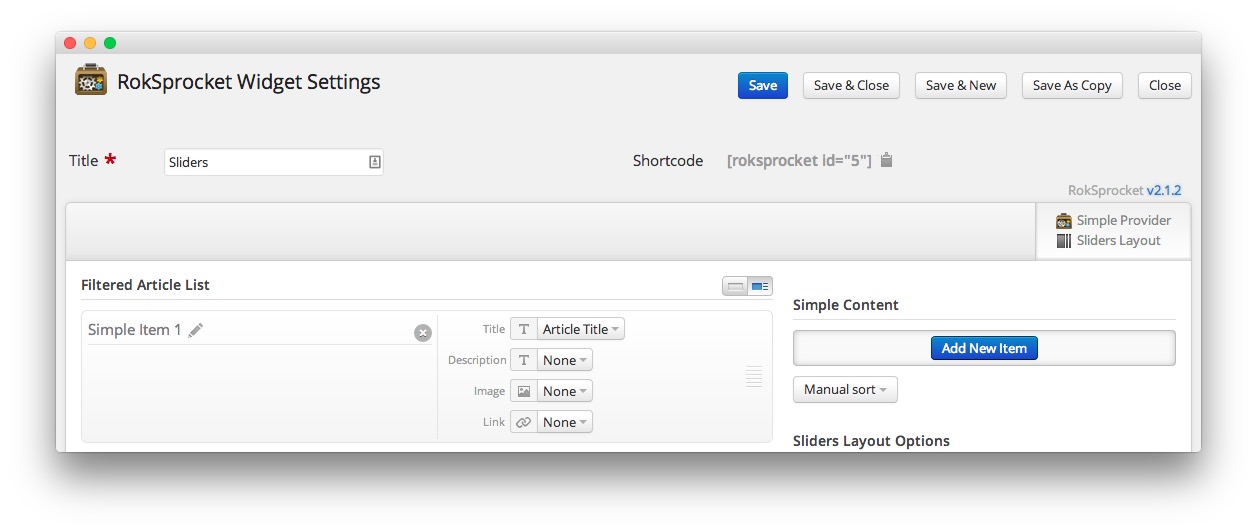 RokSprocket Widget Settings
Save
Save & Close
Save & New
Save As Copy
Close
Title *
Sliders
Shortcode
[roksprocket id="5"]
RokSprocket v2.1.2
Simple Provider
Sliders Layout
Filtered Article List
Simple Item 1
Title
T
Article Title
Description
T
None
Image
None
Link
None
Simple Content
Add New Item
Manual sort
Sliders Layout Options